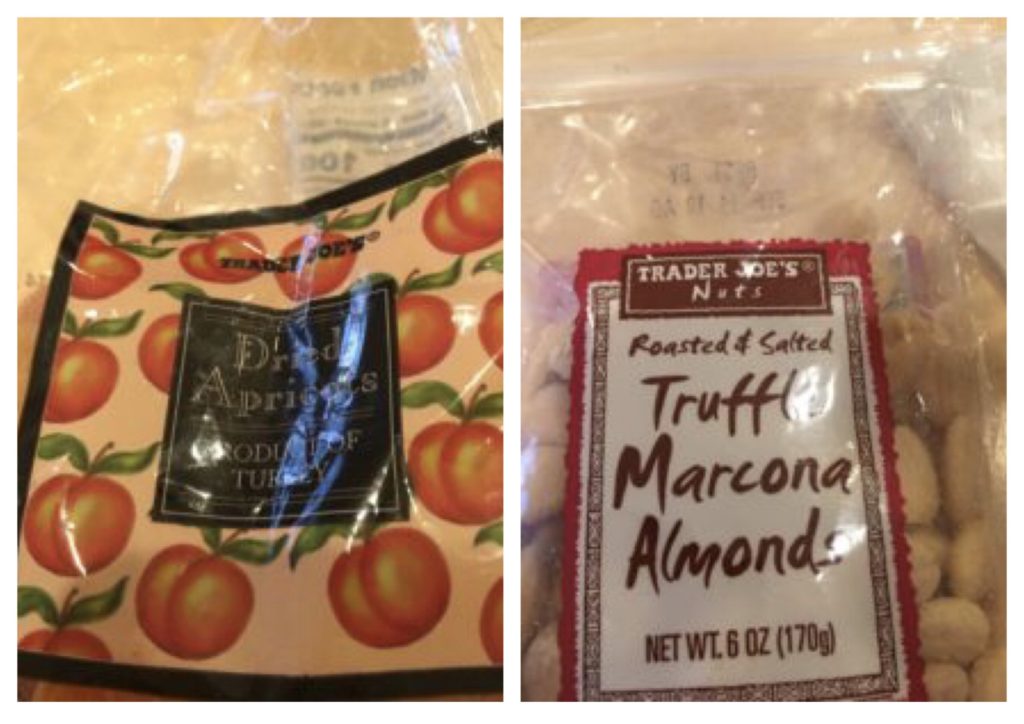 TRADER JOE'S®
Dried
Apricots
PRODUCT OF
TURKEY
TRADER JOE'S®
Nuts
Roasted & Salted
Truffle
Marcona
Almonds
NET WT. 6 OZ (170g)